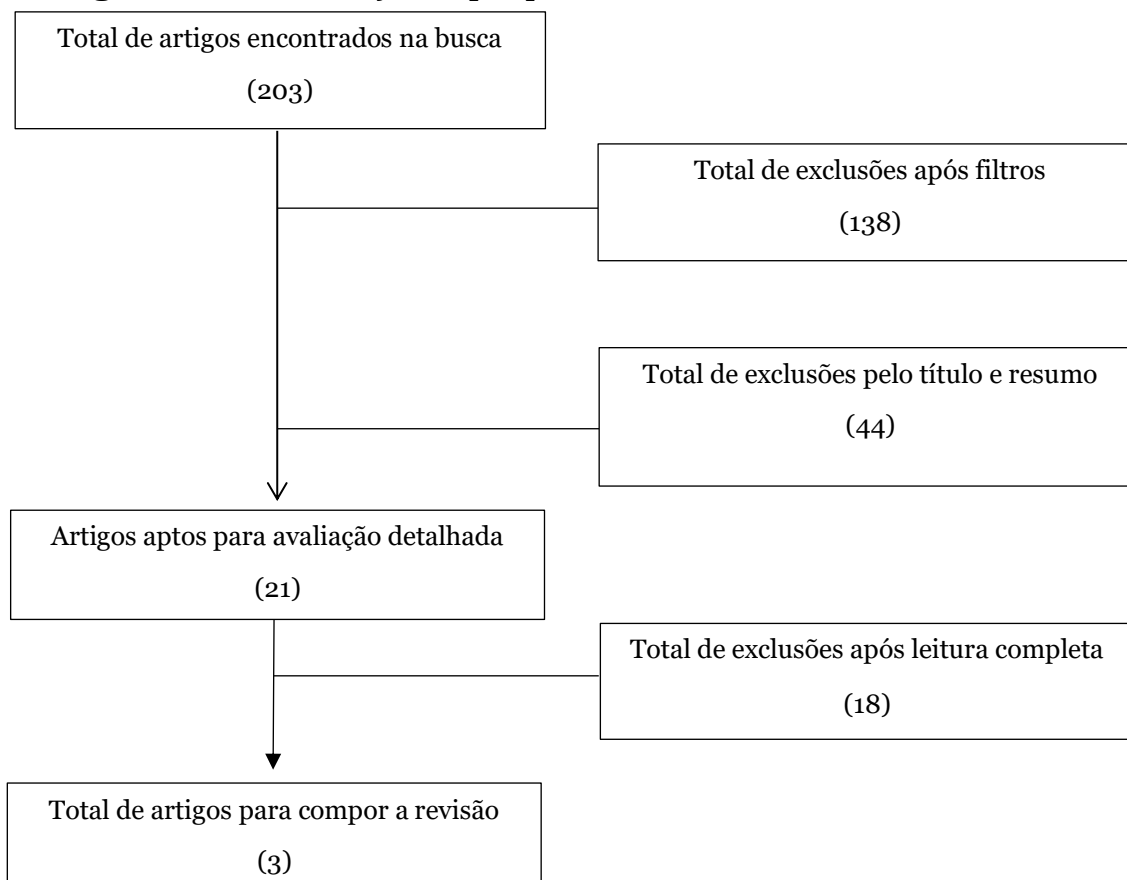 Total de artigos encontrados na busca
(203)
Total de exclusões após filtros
(138)
Total de exclusões pelo título e resumo
(44)
Artigos aptos para avaliação detalhada
(21)
Total de exclusões após leitura completa
(18)
Total de artigos para compor a revisão
(3)